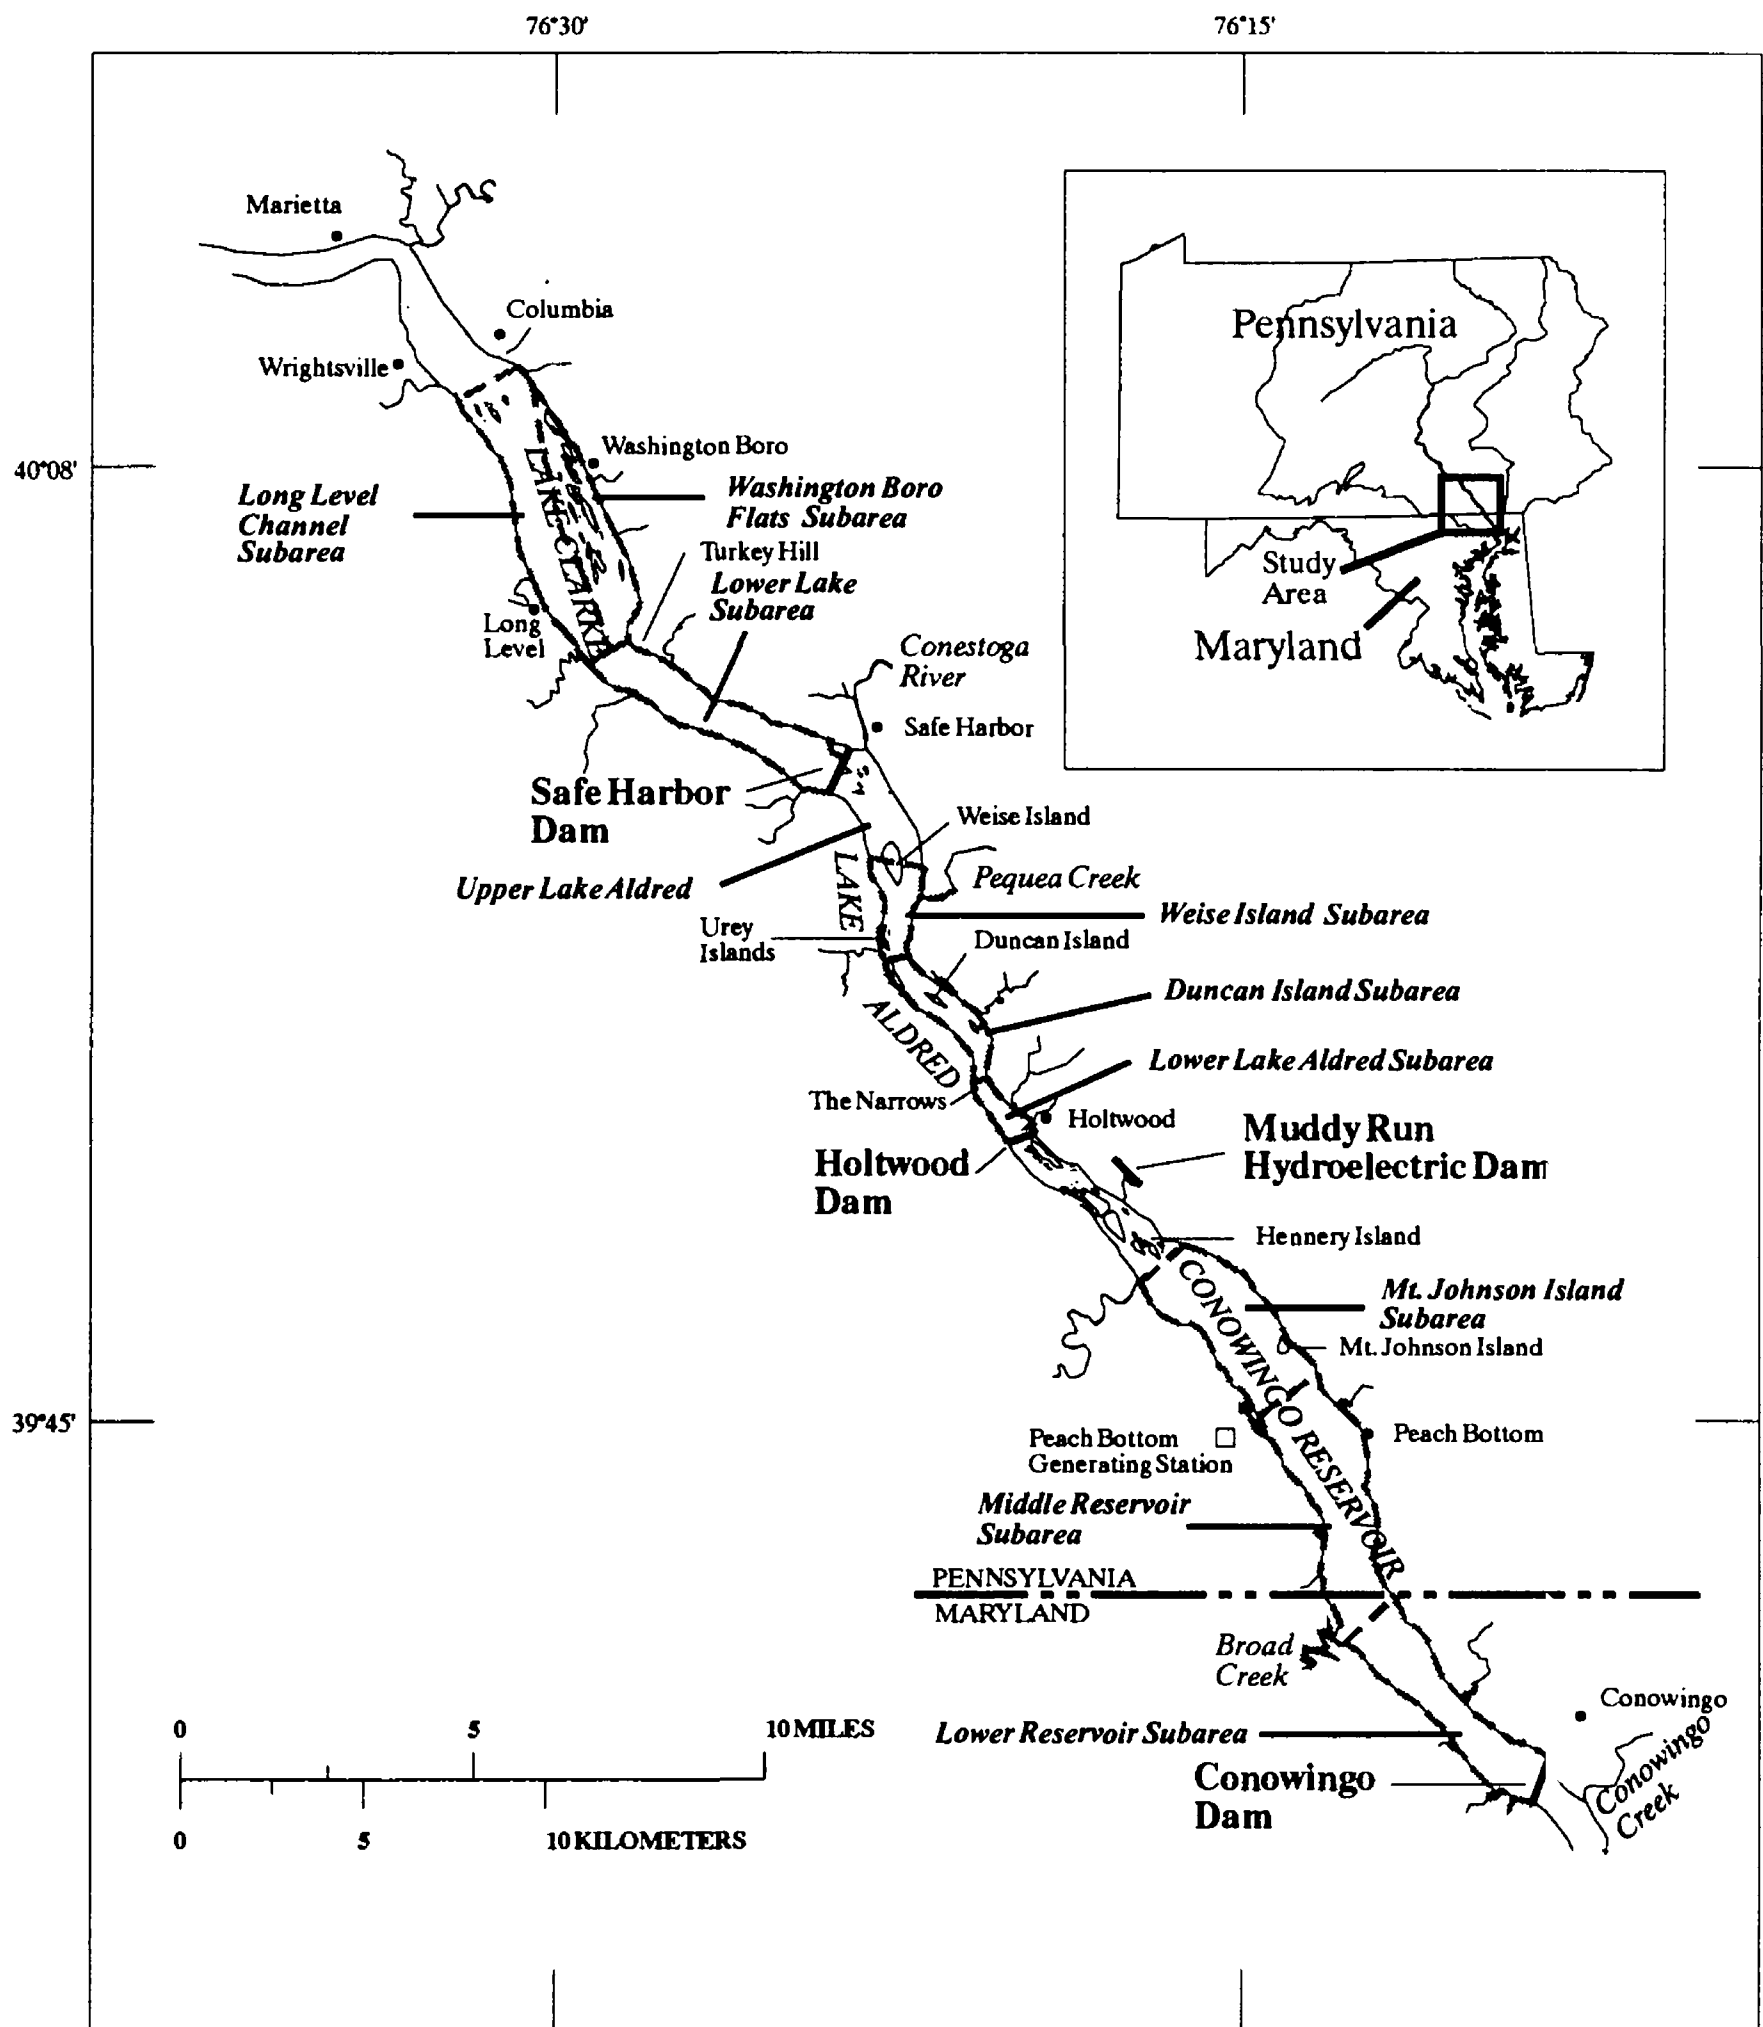 76°30'
76°15'
Marietta
Columbia
Wrightsville
Pennsylvania
Washington Boro
40°08'
Long Level
Channel
Subarea
Washington Boro
Flats Subarea
LAKE CLARKE
Turkey Hill
Lower Lake
Subarea
Study
Area
Maryland
Long
Level
Conestoga
River
Safe Harbor
Safe Harbor
Dam
Weise Island
Upper Lake Aldred
LAKE
Pequea Creek
Weise Island Subarea
Urey
Islands
Duncan Island
Duncan Island Subarea
ALDRED
Lower Lake Aldred Subarea
The Narrows
Holtwood
Muddy Run
Hydroelectric Dam
Holtwood
Dam
Hennery Island
CONOWINGO RESERVOIR
Mt. Johnson Island
Subarea
Mt. Johnson Island
39°45'
Peach Bottom
Generating Station
Peach Bottom
Middle Reservoir
Subarea
PENNSYLVANIA
MARYLAND
Broad
Creek
Conowingo
Conowingo
Creek
Lower Reservoir Subarea
Conowingo
Dam
0 5 10 MILES
0 5 10 KILOMETERS